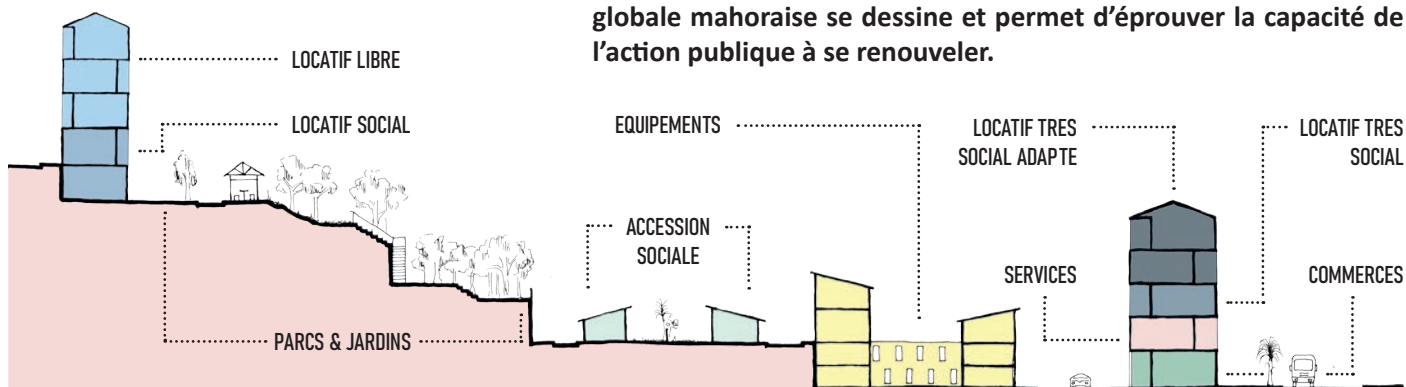 globale mahoraise se dessine et permet d’éprouver la capacité de
l’action publique à se renouveler.
LOCATIF LIBRE
LOCATIF SOCIAL
EQUIPEMENTS
LOCATIF TRES
SOCIAL ADAPTE
LOCATIF TRES
SOCIAL
ACCESSION
SOCIALE
SERVICES
COMMERCES
PARCS & JARDINS